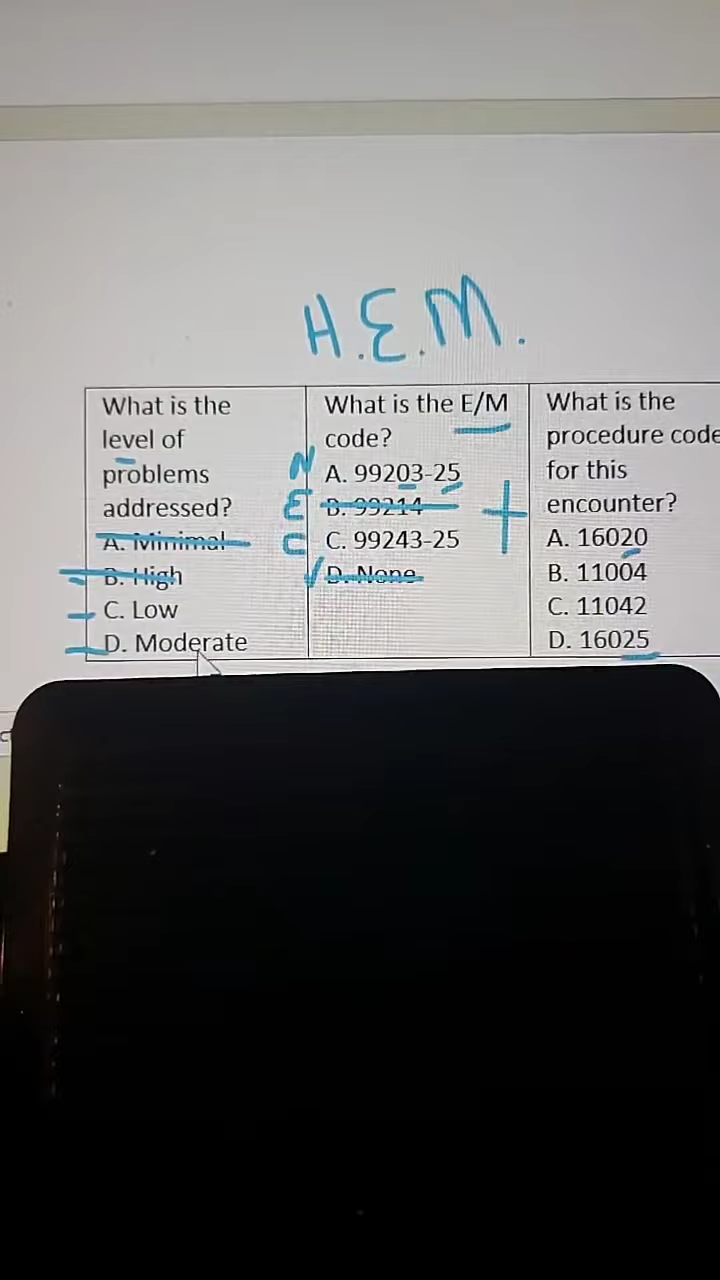 H.E.M.
What is the
level of
problems
addressed?
A. Minimal
B. High
C. Low
D. Moderate
What is the E/M
code?
N A. 99203-25
E B. 99214
C C. 99243-25
✓ D. None
+
What is the
procedure code
for this
encounter?
A. 16020
B. 11004
C. 11042
D. 16025